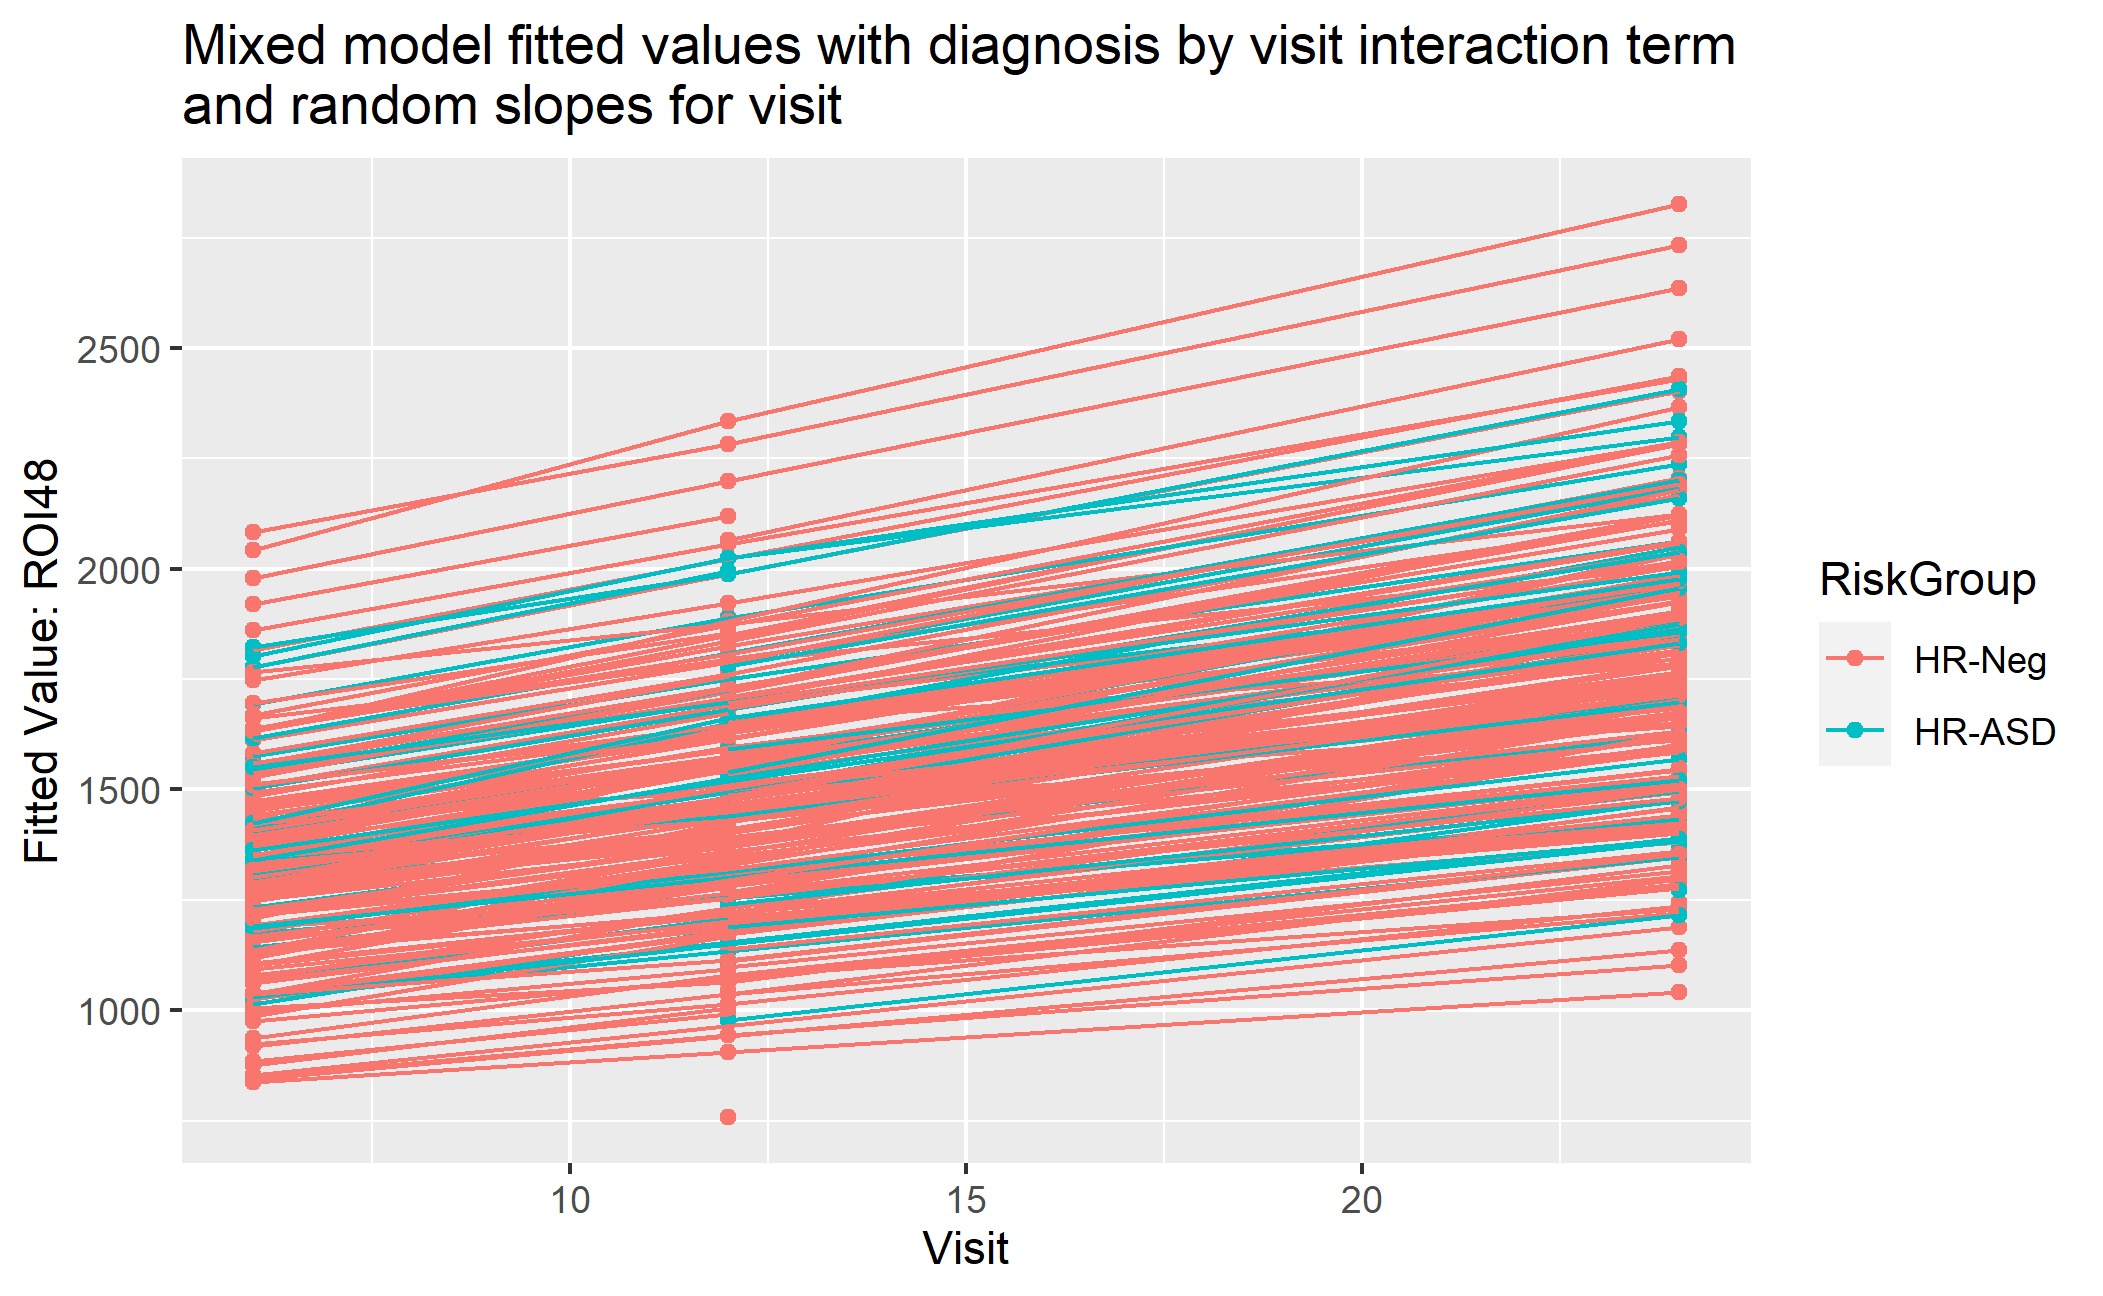 Mixed model fitted values with diagnosis by visit interaction term
and random slopes for visit
Fitted Value: ROI48
2500
2000
1500
1000
10
15
20
Visit
RiskGroup
HR-Neg
HR-ASD